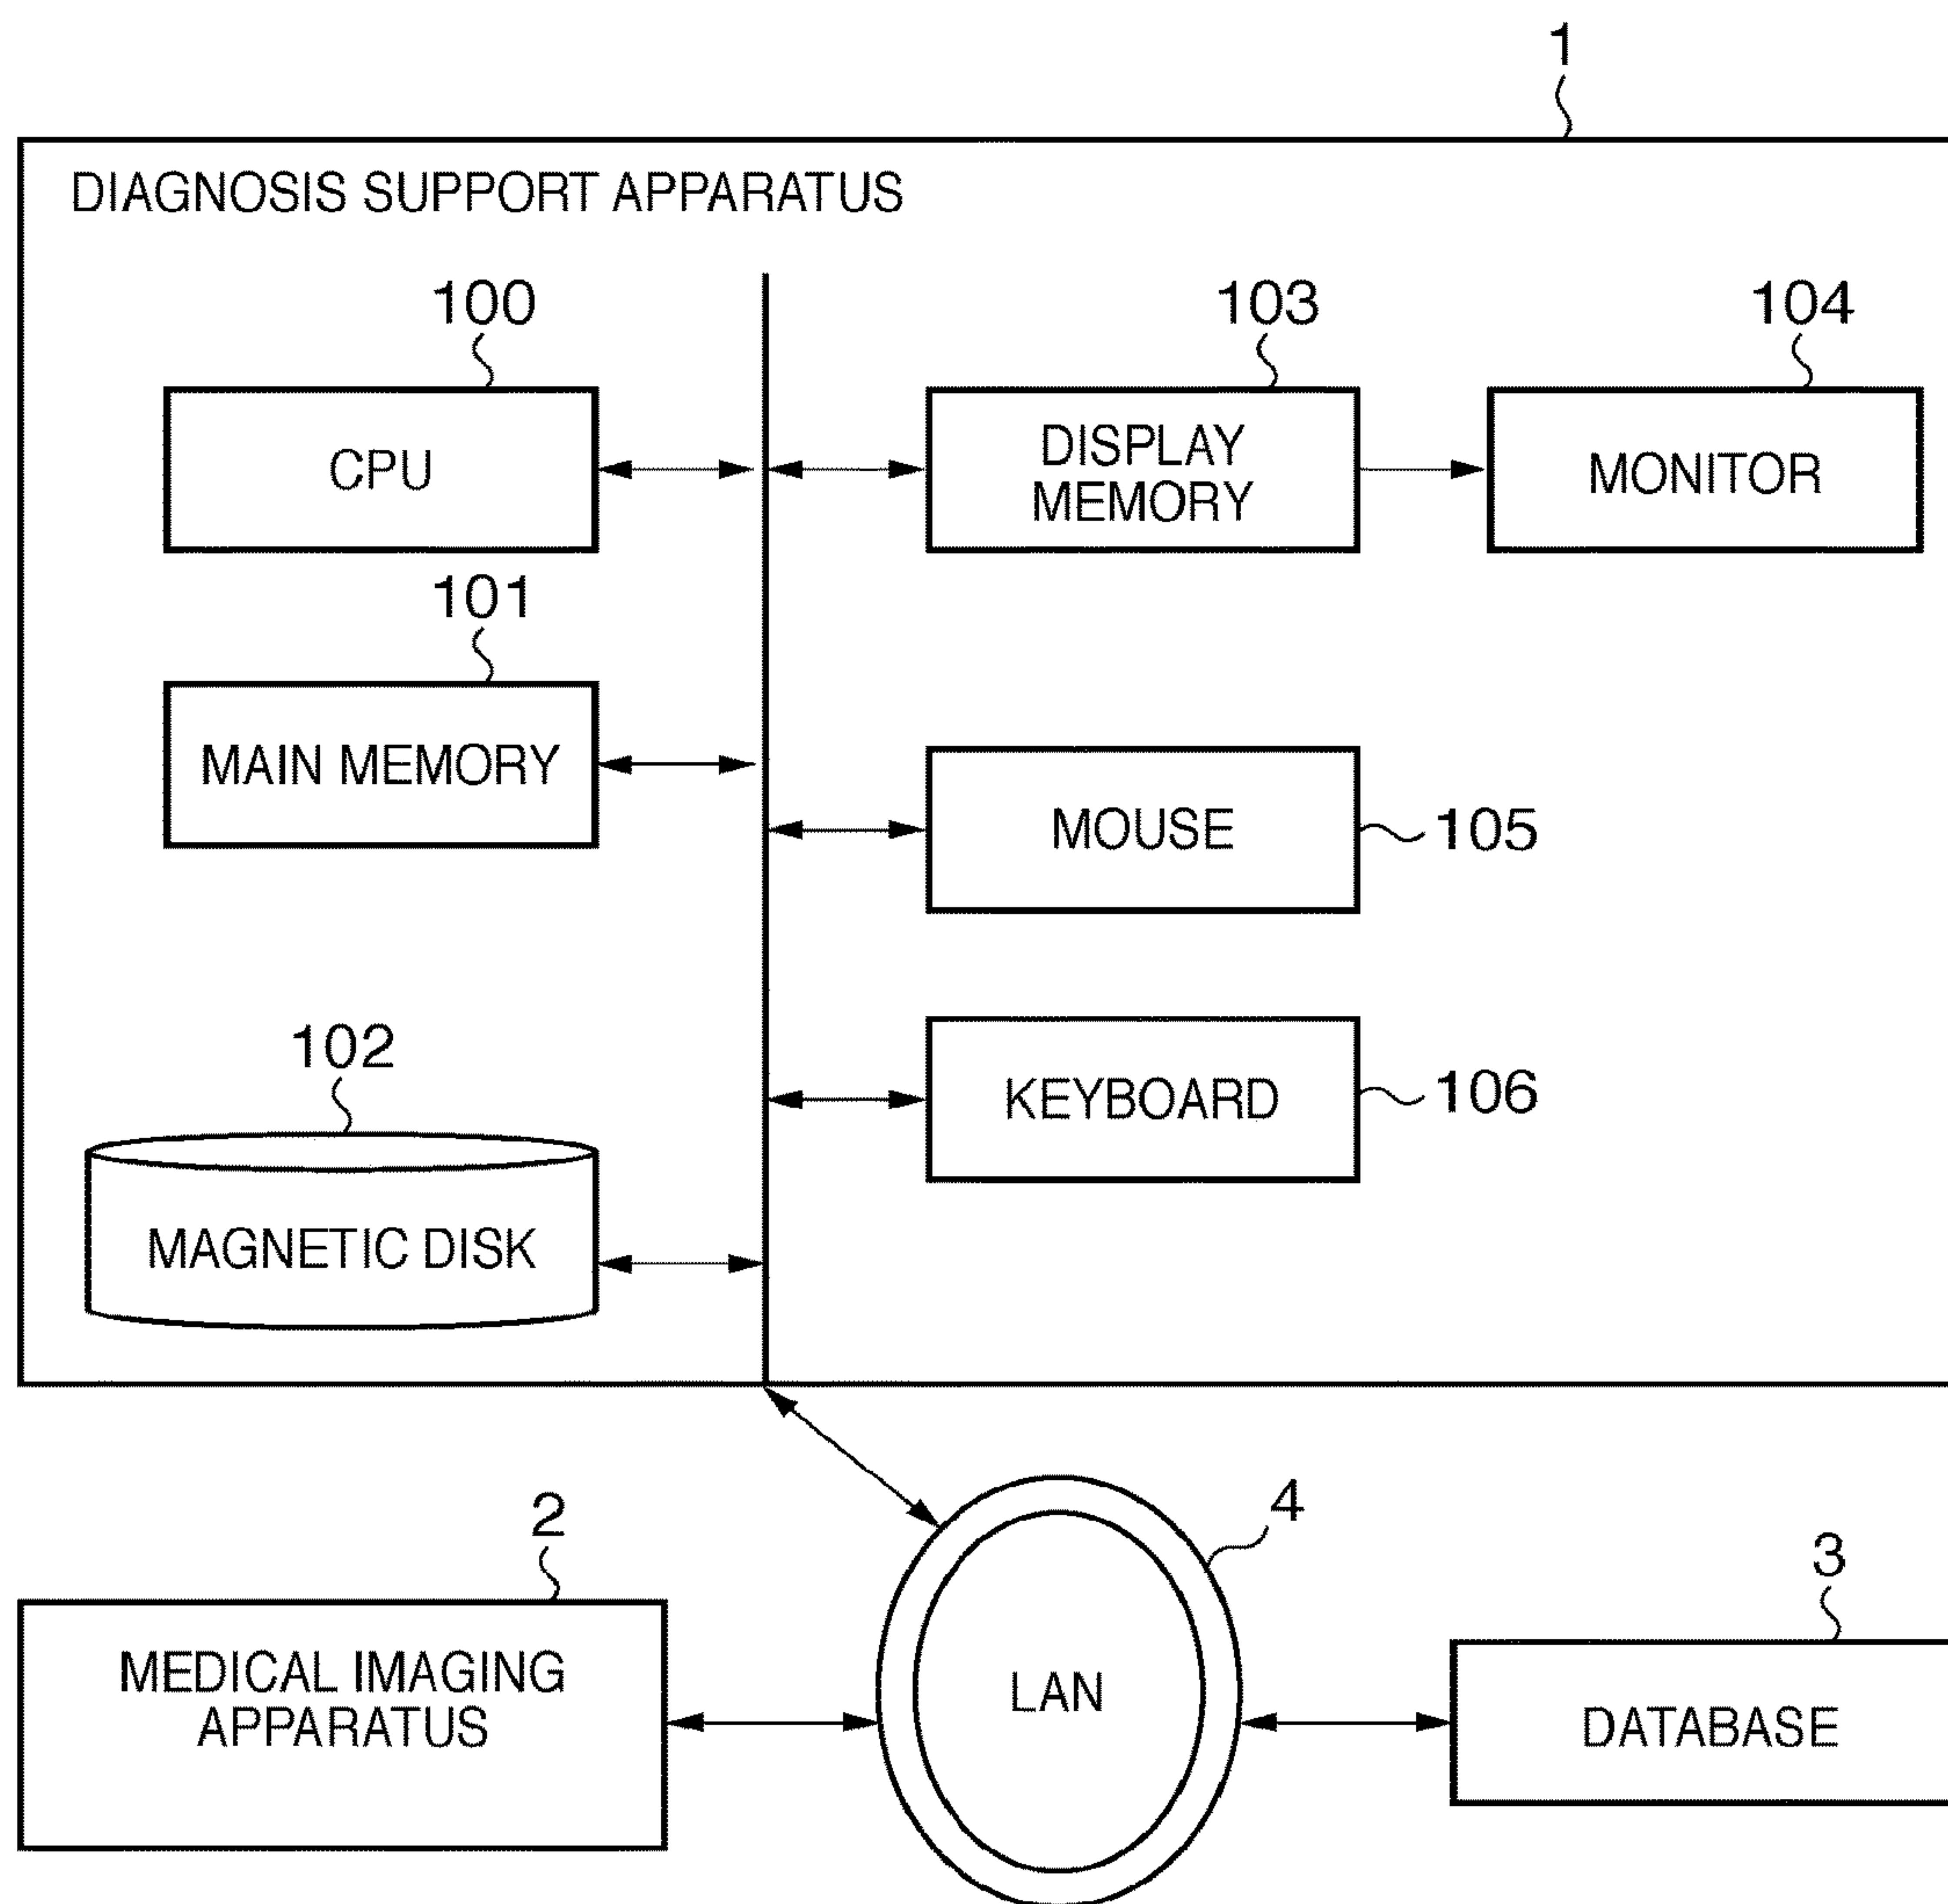 1
DIAGNOSIS SUPPORT APPARATUS
100
103
104
CPU
DISPLAY
MEMORY
MONITOR
101
MAIN MEMORY
MOUSE
105
102
KEYBOARD
106
MAGNETIC DISK
2
4
3
MEDICAL IMAGING
APPARATUS
LAN
DATABASE